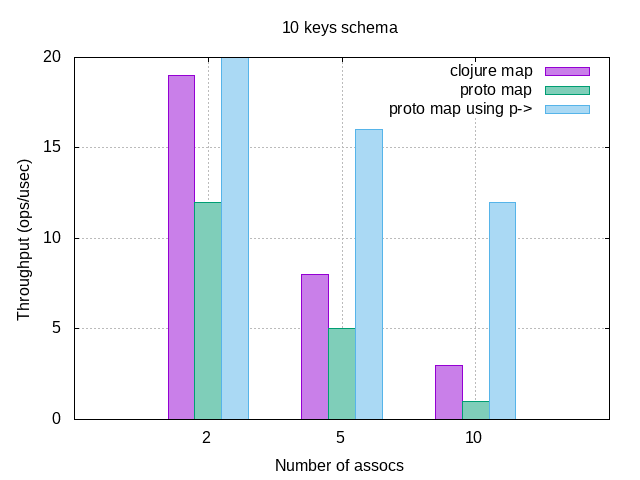 10 keys schema
clojure map
proto map
proto map using p->
Throughput (ops/usec)
20
15
10
5
0
2
5
10
Number of assocs